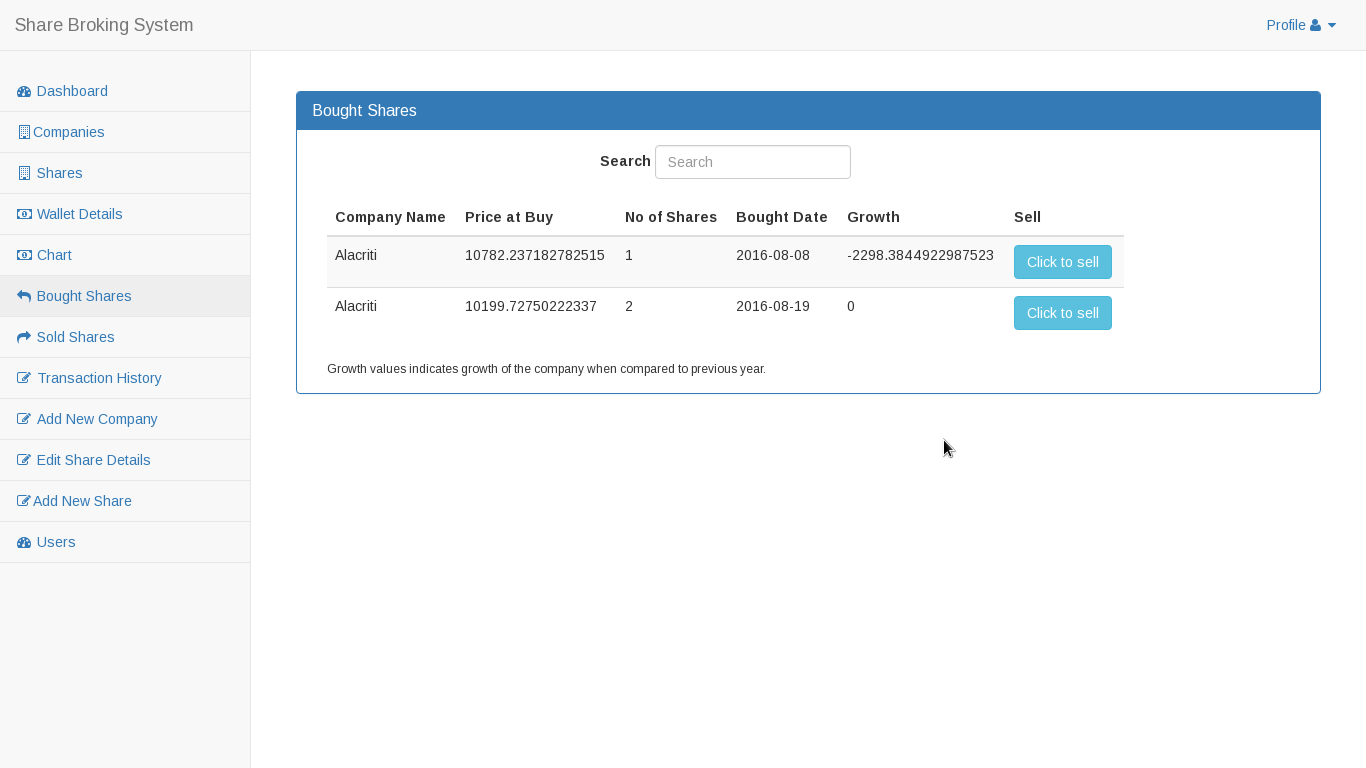 Share Broking System
Profile
Dashboard
Companies
Shares
Wallet Details
Chart
Bought Shares
Sold Shares
Transaction History
Add New Company
Edit Share Details
Add New Share
Users
Bought Shares
Search Search
Company Name Price at Buy No of Shares Bought Date Growth Sell
Alacriti 10782.237182782515 1 2016-08-08 -2298.3844922987523 Click to sell
Alacriti 10199.72750222337 2 2016-08-19 0 Click to sell
Growth values indicates growth of the company when compared to previous year.